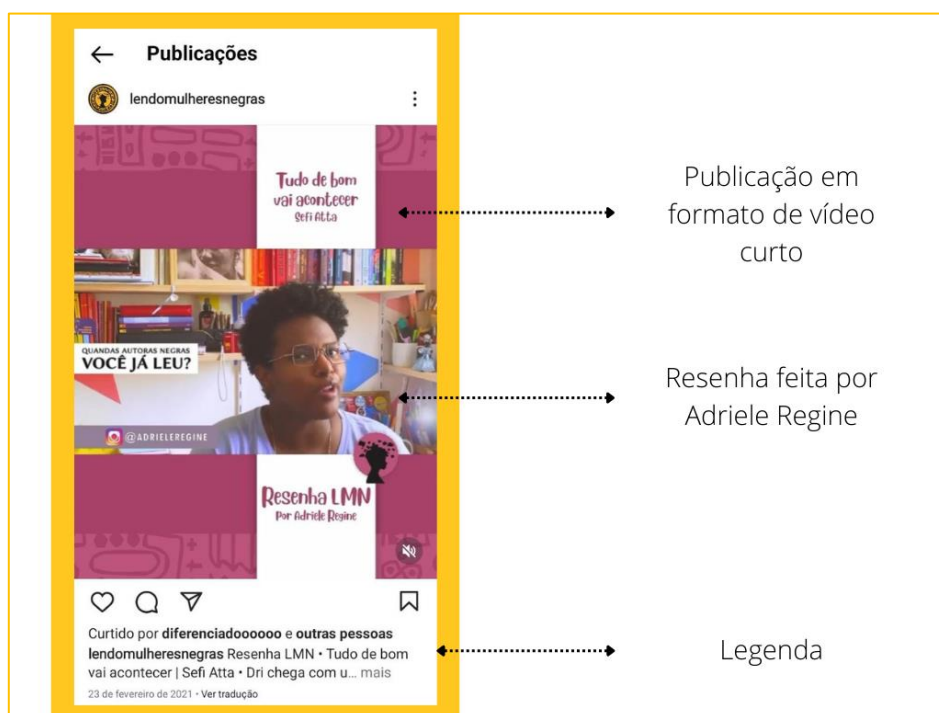 Publicações
lendomulheresnegras
Tudo de bom
vai acontecer
Sefi Atta
QUANDAS AUTORAS NEGRAS
VOCÊ JÁ LEU?
@ADRIELEREGINE
Resenha LMN
Por Adriele Regine
Curtido por diferenciadoooooo e outras pessoas
lendomulheresnegras Resenha LMN • Tudo de bom
vai acontecer | Sefi Atta • Dri chega com u... mais
23 de fevereiro de 2021 • Ver tradução
Publicação em
formato de vídeo
curto
Resenha feita por
Adriele Regine
Legenda